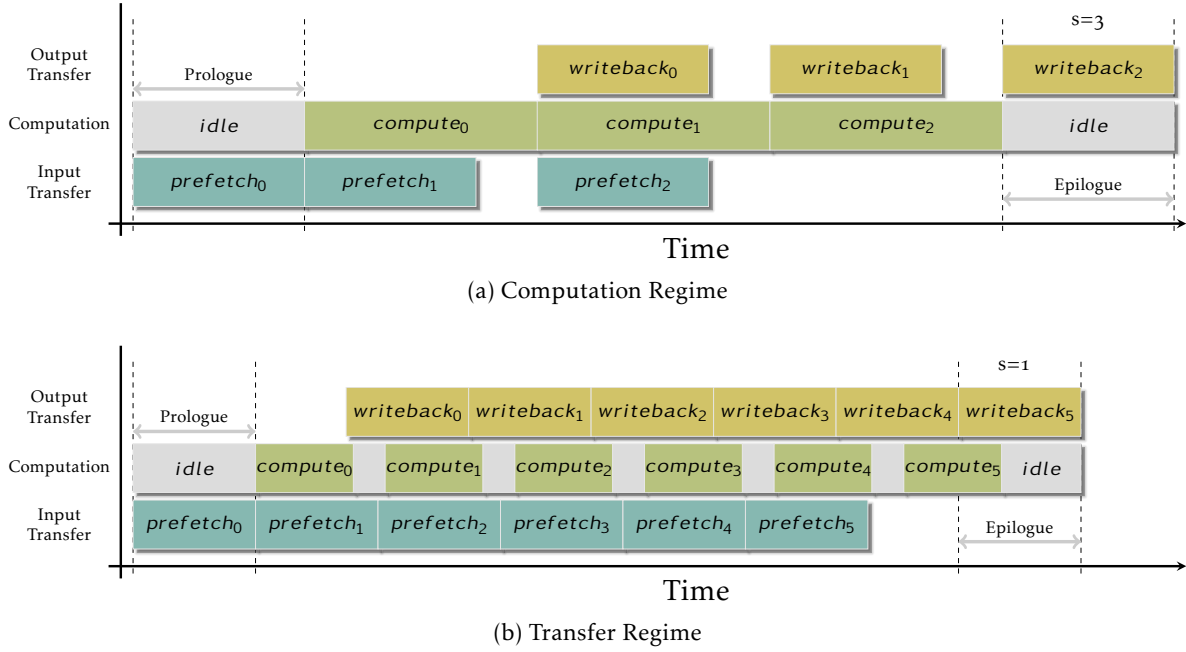 s=3
Output
Transfer
Prologue
writeback0
writeback1
writeback2
Computation
idle
compute0
compute1
compute2
idle
Input
Transfer
prefetch0
prefetch1
prefetch2
Epilogue
Time
(a) Computation Regime
s=1
Output
Transfer
Prologue
writeback0
writeback1
writeback2
writeback3
writeback4
writeback5
Computation
idle
compute0
compute1
compute2
compute3
compute4
compute5
idle
Input
Transfer
prefetch0
prefetch1
prefetch2
prefetch3
prefetch4
prefetch5
Epilogue
Time
(b) Transfer Regime